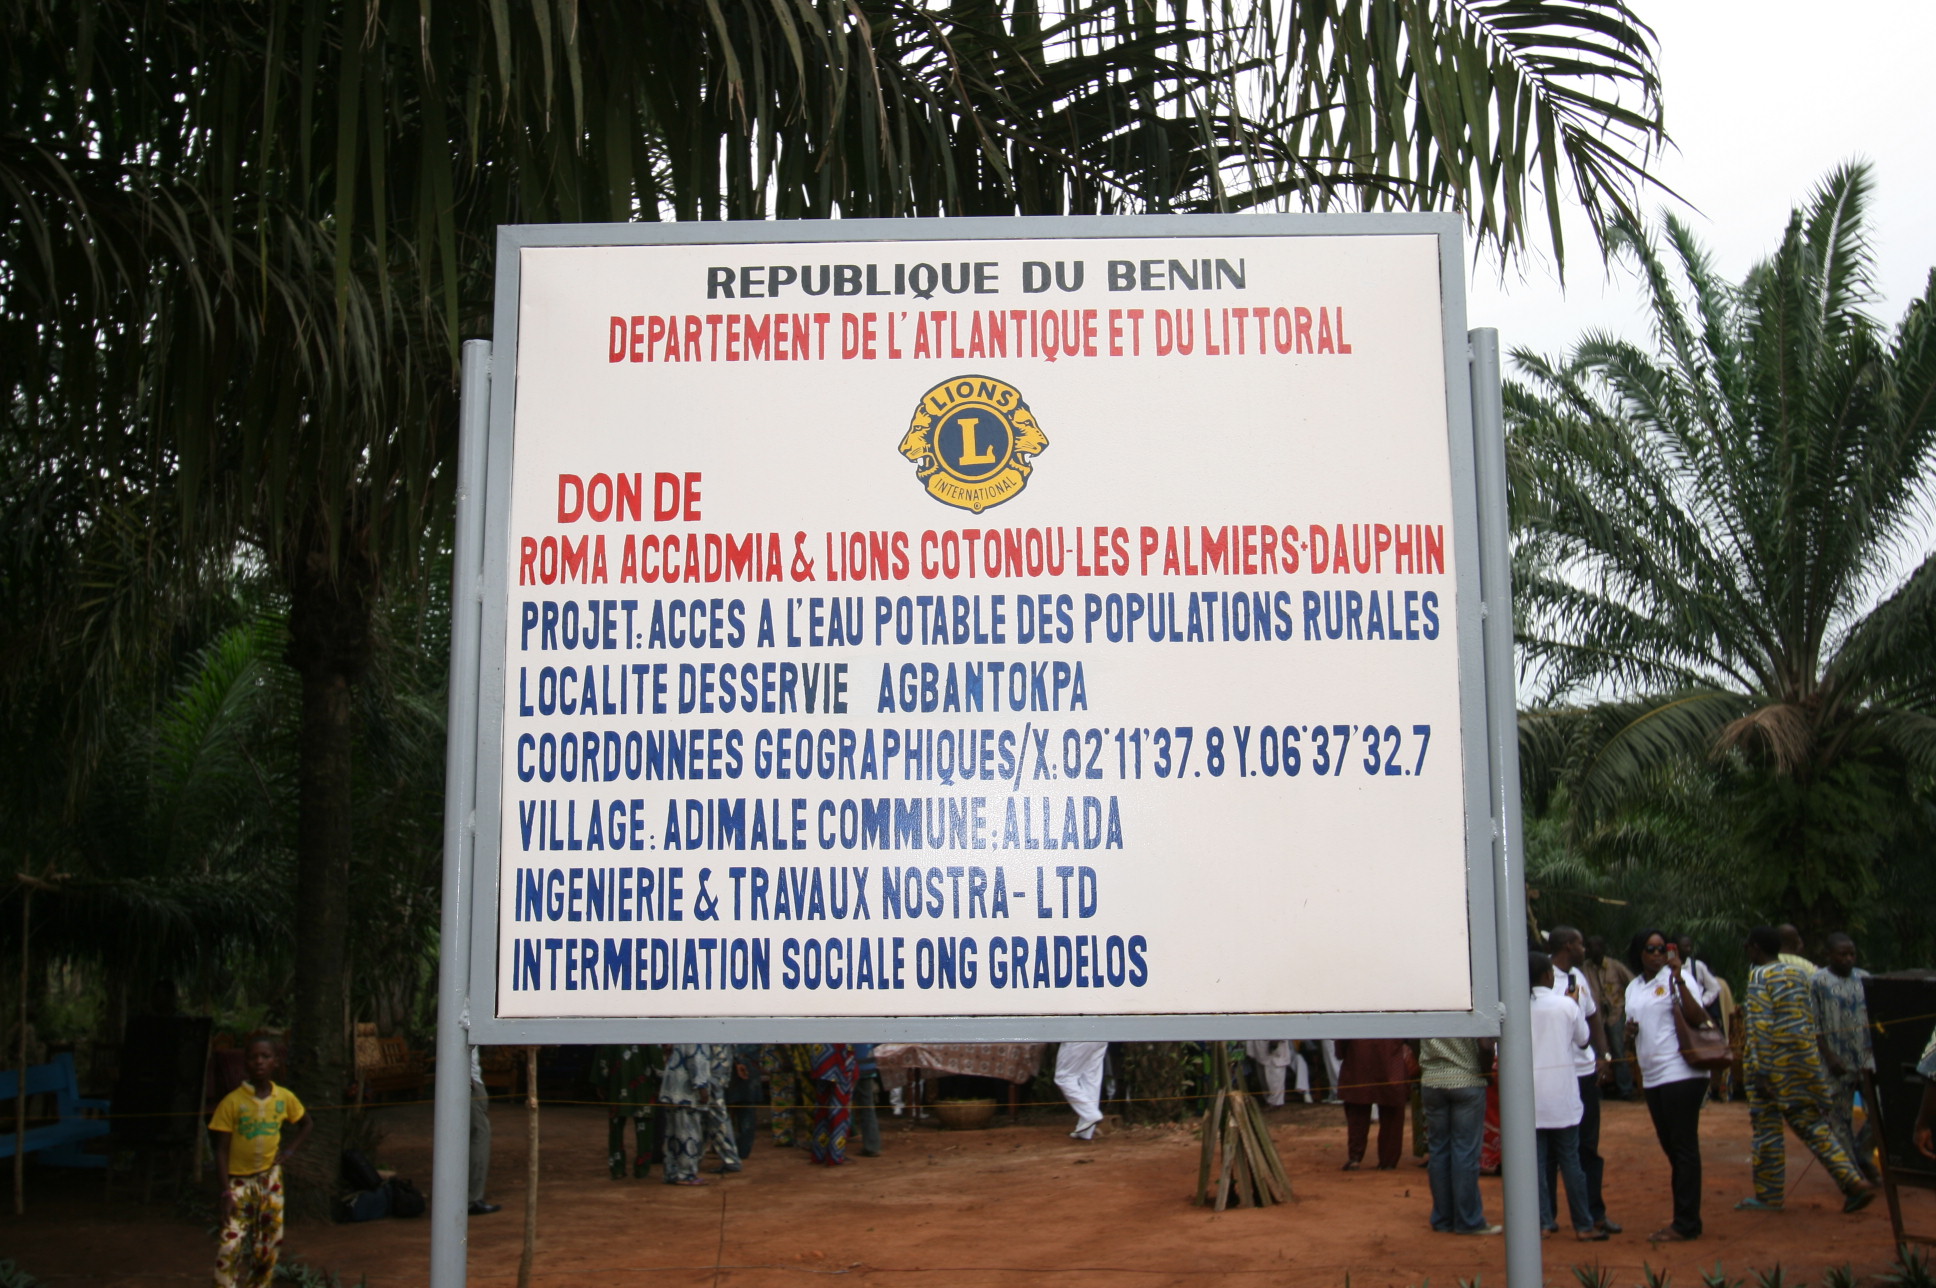 REPUBLIQUE DU BENIN
DEPARTEMENT DE L'ATLANTIQUE ET DU LITTORAL
LIONS
L
INTERNATIONAL
DON DE
ROMA ACCADMIA & LIONS COTONOU-LES PALMIERS-DAUPHIN
PROJET: ACCES A L'EAU POTABLE DES POPULATIONS RURALES
LOCALITE DESSERVIE AGBANTOKPA
COORDONNEES GEOGRAPHIQUES/X:02°11'37.8 Y.06°37'32.7
VILLAGE: ADIMALE COMMUNE:ALLADA
INGENIERIE & TRAVAUX NOSTRA-LTD
INTERMEDIATION SOCIALE ONG GRADELOS